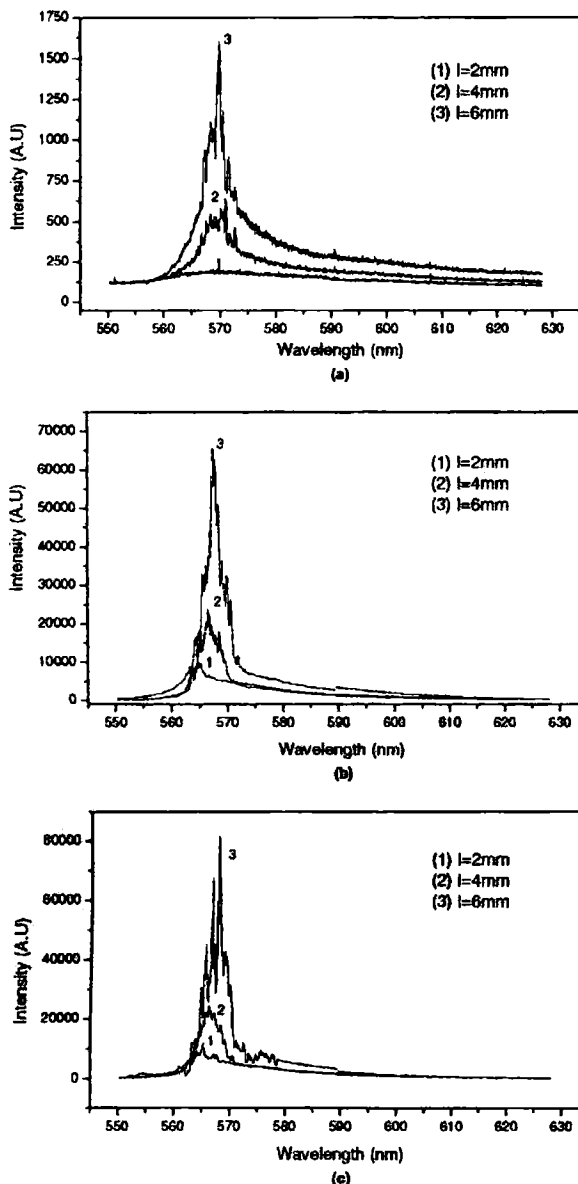 1750
1500
1250
1000
750
500
250
0
Intensity (A.U)
3
2
1
(1) l=2mm
(2) l=4mm
(3) l=6mm
550 560 570 580 590 600 610 620 630
Wavelength (nm)
(a)
70000
60000
50000
40000
30000
20000
10000
0
Intensity (A.U)
3
2
1
(1) l=2mm
(2) l=4mm
(3) l=6mm
550 560 570 580 590 600 610 620 630
Wavelength (nm)
(b)
80000
60000
40000
20000
0
Intensity (A.U)
3
2
1
(1) l=2mm
(2) l=4mm
(3) l=6mm
550 560 570 580 590 600 610 620 630
Wavelength (nm)
(c)